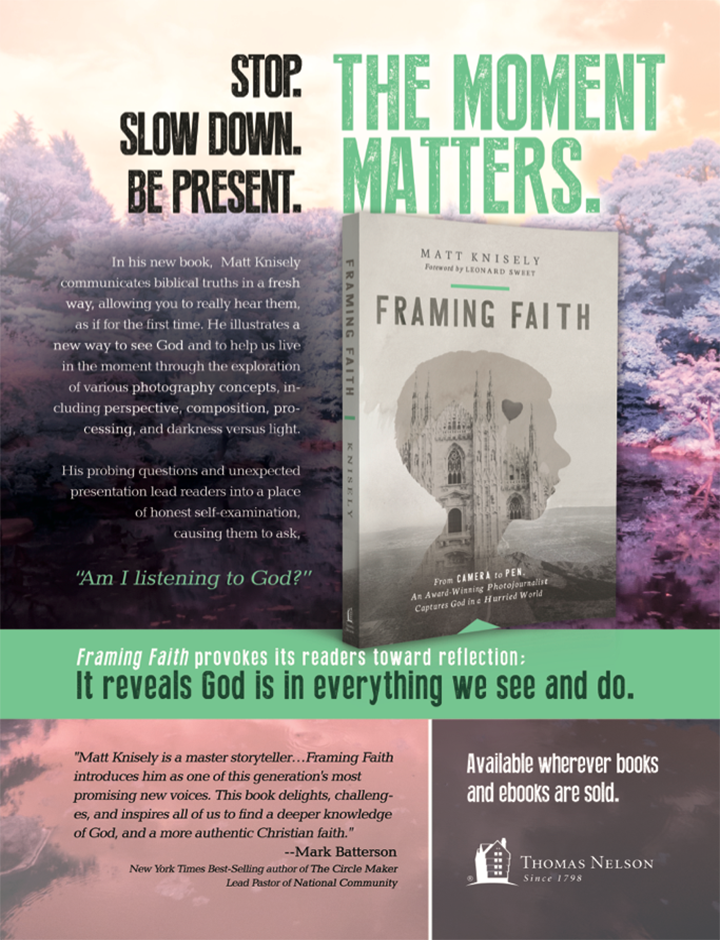 STOP.
SLOW DOWN.
BE PRESENT.
THE MOMENT
MATTERS.
In his new book,  Matt Knisely
communicates biblical truths in a fresh
way, allowing you to really hear them,
as if for the first time. He illustrates a
new way to see God and to help us live
in the moment through the exploration
of various photography concepts, in-
cluding perspective, composition, pro-
cessing, and darkness versus light.
His probing questions and unexpected
presentation lead readers into a place
of honest self-examination,
causing them to ask,
“Am I listening to God?”
FRAMING FAITH
KNISELY
MATT KNISELY
Foreword by LEONARD SWEET
FRAMING FAITH
From CAMERA to PEN,
An Award-Winning Photojournalist
Captures God in a Hurried World
Framing Faith provokes its readers toward reflection;
It reveals God is in everything we see and do.
"Matt Knisely is a master storyteller...Framing Faith
introduces him as one of this generation's most
promising new voices. This book delights, challeng-
es, and inspires all of us to find a deeper knowledge
of God, and a more authentic Christian faith."
--Mark Batterson
New York Times Best-Selling author of The Circle Maker
Lead Pastor of National Community
Available wherever books
and ebooks are sold.
®
THOMAS NELSON
Since 1798